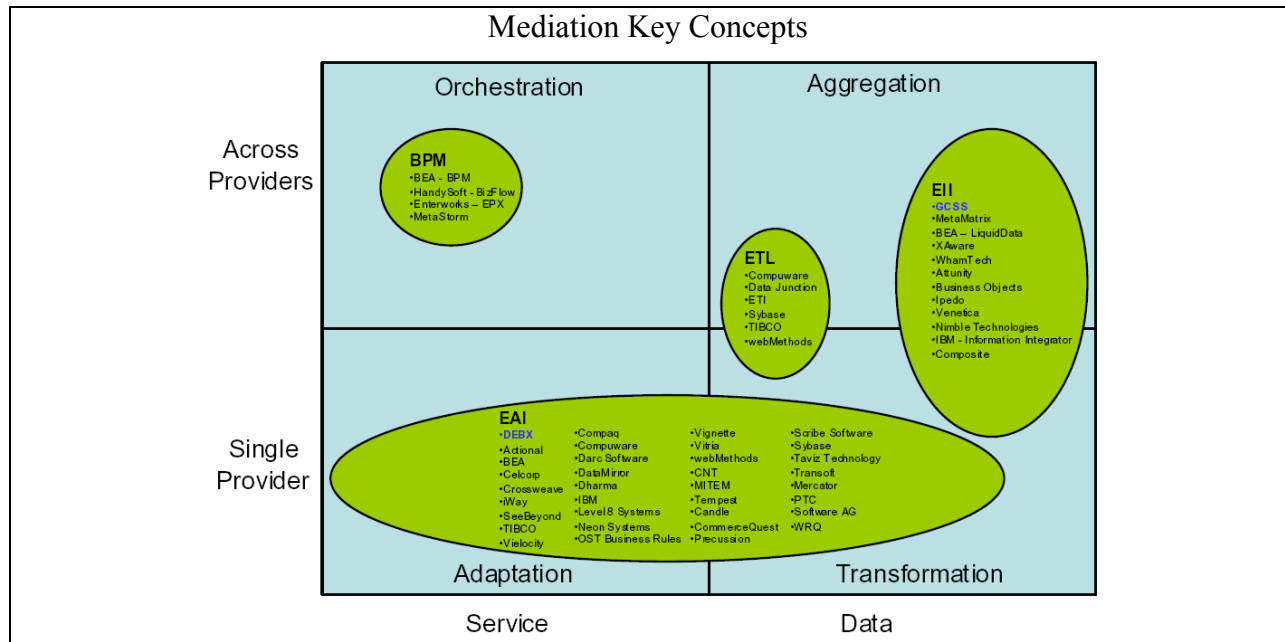 Mediation Key Concepts
Orchestration
Aggregation
Across
Providers
BPM
•BEA - BPM
•HandySoft - BizFlow
•Enterworks – EPX
•MetaStorm
EII
•GCSS
•MetaMatrix
•BEA – LiquidData
•XAware
•WhamTech
•Attunity
•Business Objects
•Ipedo
•Venetica
•Nimble Technologies
•IBM - Information Integrator
•Composite
ETL
•Compuware
•Data Junction
•ETI
•Sybase
•TIBCO
•webMethods
Single
Provider
EAI
•DEBX
•Actional
•BEA
•Celcorp
•Crossweave
•iWay
•SeeBeyond
•TIBCO
•Vielocity
•Compaq
•Compuware
•Darc Software
•DataMirror
•Dharma
•IBM
•Level 8 Systems
•Neon Systems
•OST Business Rules
•Vignette
•Vitria
•webMethods
•CNT
•MITEM
•Tempest
•Candle
•CommerceQuest
•Precussion
•Scribe Software
•Sybase
•Taviz Technology
•Transoft
•Mercator
•PTC
•Software AG
•WRQ
Adaptation
Transformation
Service
Data